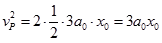 v_P^2 = 2 · 1/2 · 3a_0 · x_0 = 3a_0x_0